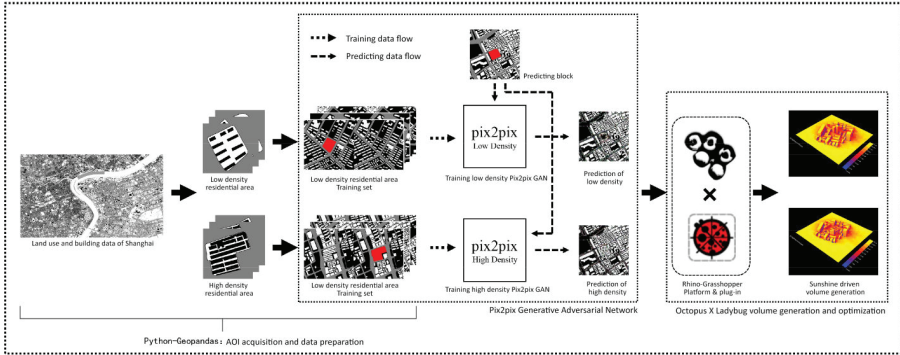 Training data flow
Predicting data flow
Predicting block
pix2pix
Low Density
Low density
residential area
Low density residential area
Training set
Training low density Pix2pix GAN
Prediction of
low density
Land use and building data of Shanghai
pix2pix
High Density
High density
residential area
Low density residential area
Training set
Training high density Pix2pix GAN
Prediction of
high density
Pix2pix Generative Adversarial Network
×
Rhino-Grasshopper
Platform & plug-in
Sunshine driven
volume generation
Octopus X Ladybug volume generation and optimization
Python-Geopandas: AOI acquisition and data preparation